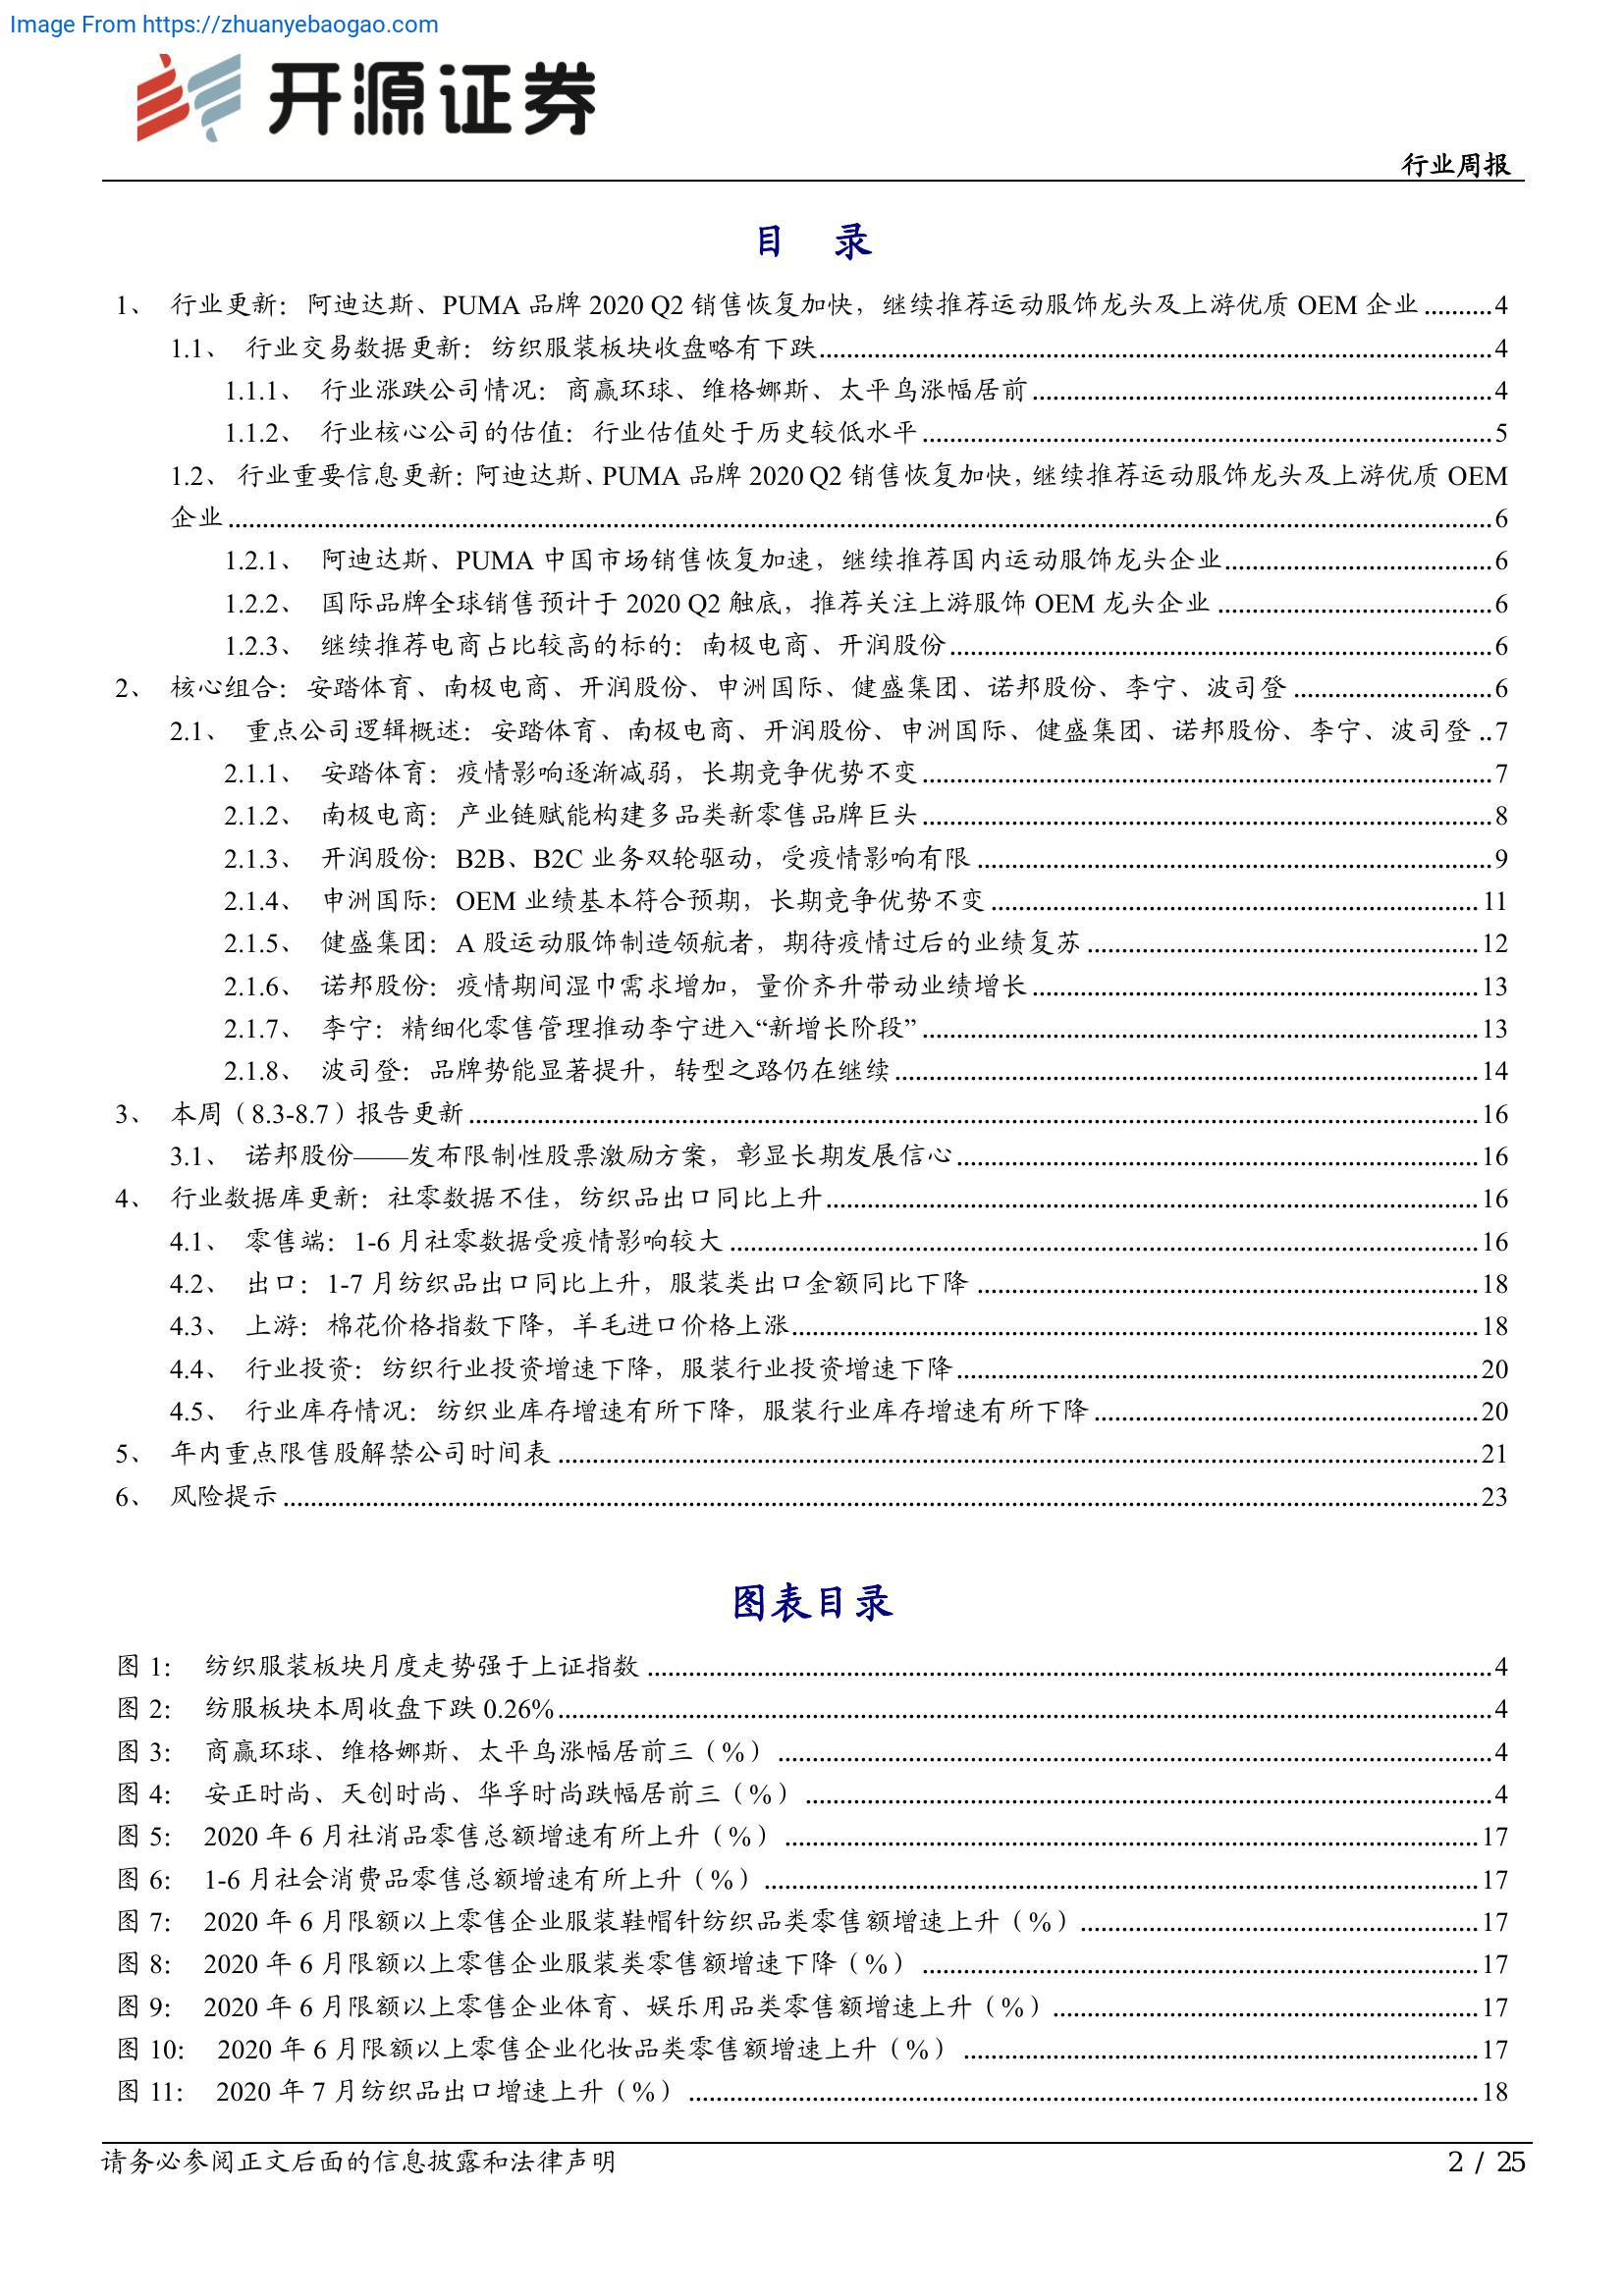 Image From https://zhuanyebaogao.com
开源证券
行业周报
目 录
1、 行业更新：阿迪达斯、PUMA 品牌 2020 Q2 销售恢复加快，继续推荐运动服饰龙头及上游优质 OEM 企业 ..........4
1.1、 行业交易数据更新：纺织服装板块收盘略有下跌..........4
1.1.1、 行业涨跌公司情况：商赢环球、维格娜斯、太平鸟涨幅居前 ..........4
1.1.2、 行业核心公司的估值：行业估值处于历史较低水平 ..........5
1.2、 行业重要信息更新：阿迪达斯、PUMA 品牌 2020 Q2 销售恢复加快，继续推荐运动服饰龙头及上游优质 OEM
企业 ..........6
1.2.1、 阿迪达斯、PUMA 中国市场销售恢复加速，继续推荐国内运动服饰龙头企业..........6
1.2.2、 国际品牌全球销售预计于 2020 Q2 触底，推荐关注上游服饰 OEM 龙头企业 ..........6
1.2.3、 继续推荐电商占比较高的标的：南极电商、开润股份..........6
2、 核心组合：安踏体育、南极电商、开润股份、申洲国际、健盛集团、诺邦股份、李宁、波司登 ..........6
2.1、 重点公司逻辑概述：安踏体育、南极电商、开润股份、申洲国际、健盛集团、诺邦股份、李宁、波司登 ..7
2.1.1、 安踏体育：疫情影响逐渐减弱，长期竞争优势不变 ..........7
2.1.2、 南极电商：产业链赋能构建多品类新零售品牌巨头 ..........8
2.1.3、 开润股份：B2B、B2C 业务双轮驱动，受疫情影响有限 ..........9
2.1.4、 申洲国际：OEM 业绩基本符合预期，长期竞争优势不变 ..........11
2.1.5、 健盛集团：A 股运动服饰制造领航者，期待疫情过后的业绩复苏 ..........12
2.1.6、 诺邦股份：疫情期间湿巾需求增加，量价齐升带动业绩增长 ..........13
2.1.7、 李宁：精细化零售管理推动李宁进入“新增长阶段” ..........13
2.1.8、 波司登：品牌势能显著提升，转型之路仍在继续 ..........14
3、 本周（8.3-8.7）报告更新 ..........16
3.1、 诺邦股份——发布限制性股票激励方案，彰显长期发展信心 ..........16
4、 行业数据库更新：社零数据不佳，纺织品出口同比上升 ..........16
4.1、 零售端：1-6 月社零数据受疫情影响较大 ..........16
4.2、 出口：1-7 月纺织品出口同比上升，服装类出口金额同比下降 ..........18
4.3、 上游：棉花价格指数下降，羊毛进口价格上涨..........18
4.4、 行业投资：纺织行业投资增速下降，服装行业投资增速下降 ..........20
4.5、 行业库存情况：纺织业库存增速有所下降，服装行业库存增速有所下降 ..........20
5、 年内重点限售股解禁公司时间表 ..........21
6、 风险提示 ..........23
图表目录
图 1： 纺织服装板块月度走势强于上证指数 ..........4
图 2： 纺服板块本周收盘下跌 0.26%..........4
图 3： 商赢环球、维格娜斯、太平鸟涨幅居前三（%） ..........4
图 4： 安正时尚、天创时尚、华孚时尚跌幅居前三（%） ..........4
图 5： 2020 年 6 月社消品零售总额增速有所上升（%） ..........17
图 6： 1-6 月社会消费品零售总额增速有所上升（%） ..........17
图 7： 2020 年 6 月限额以上零售企业服装鞋帽针纺织品类零售额增速上升（%） ..........17
图 8： 2020 年 6 月限额以上零售企业服装类零售额增速下降（%） ..........17
图 9： 2020 年 6 月限额以上零售企业体育、娱乐用品类零售额增速上升（%） ..........17
图 10： 2020 年 6 月限额以上零售企业化妆品类零售额增速上升（%） ..........17
图 11： 2020 年 7 月纺织品出口增速上升（%） ..........18
请务必参阅正文后面的信息披露和法律声明 2 / 25